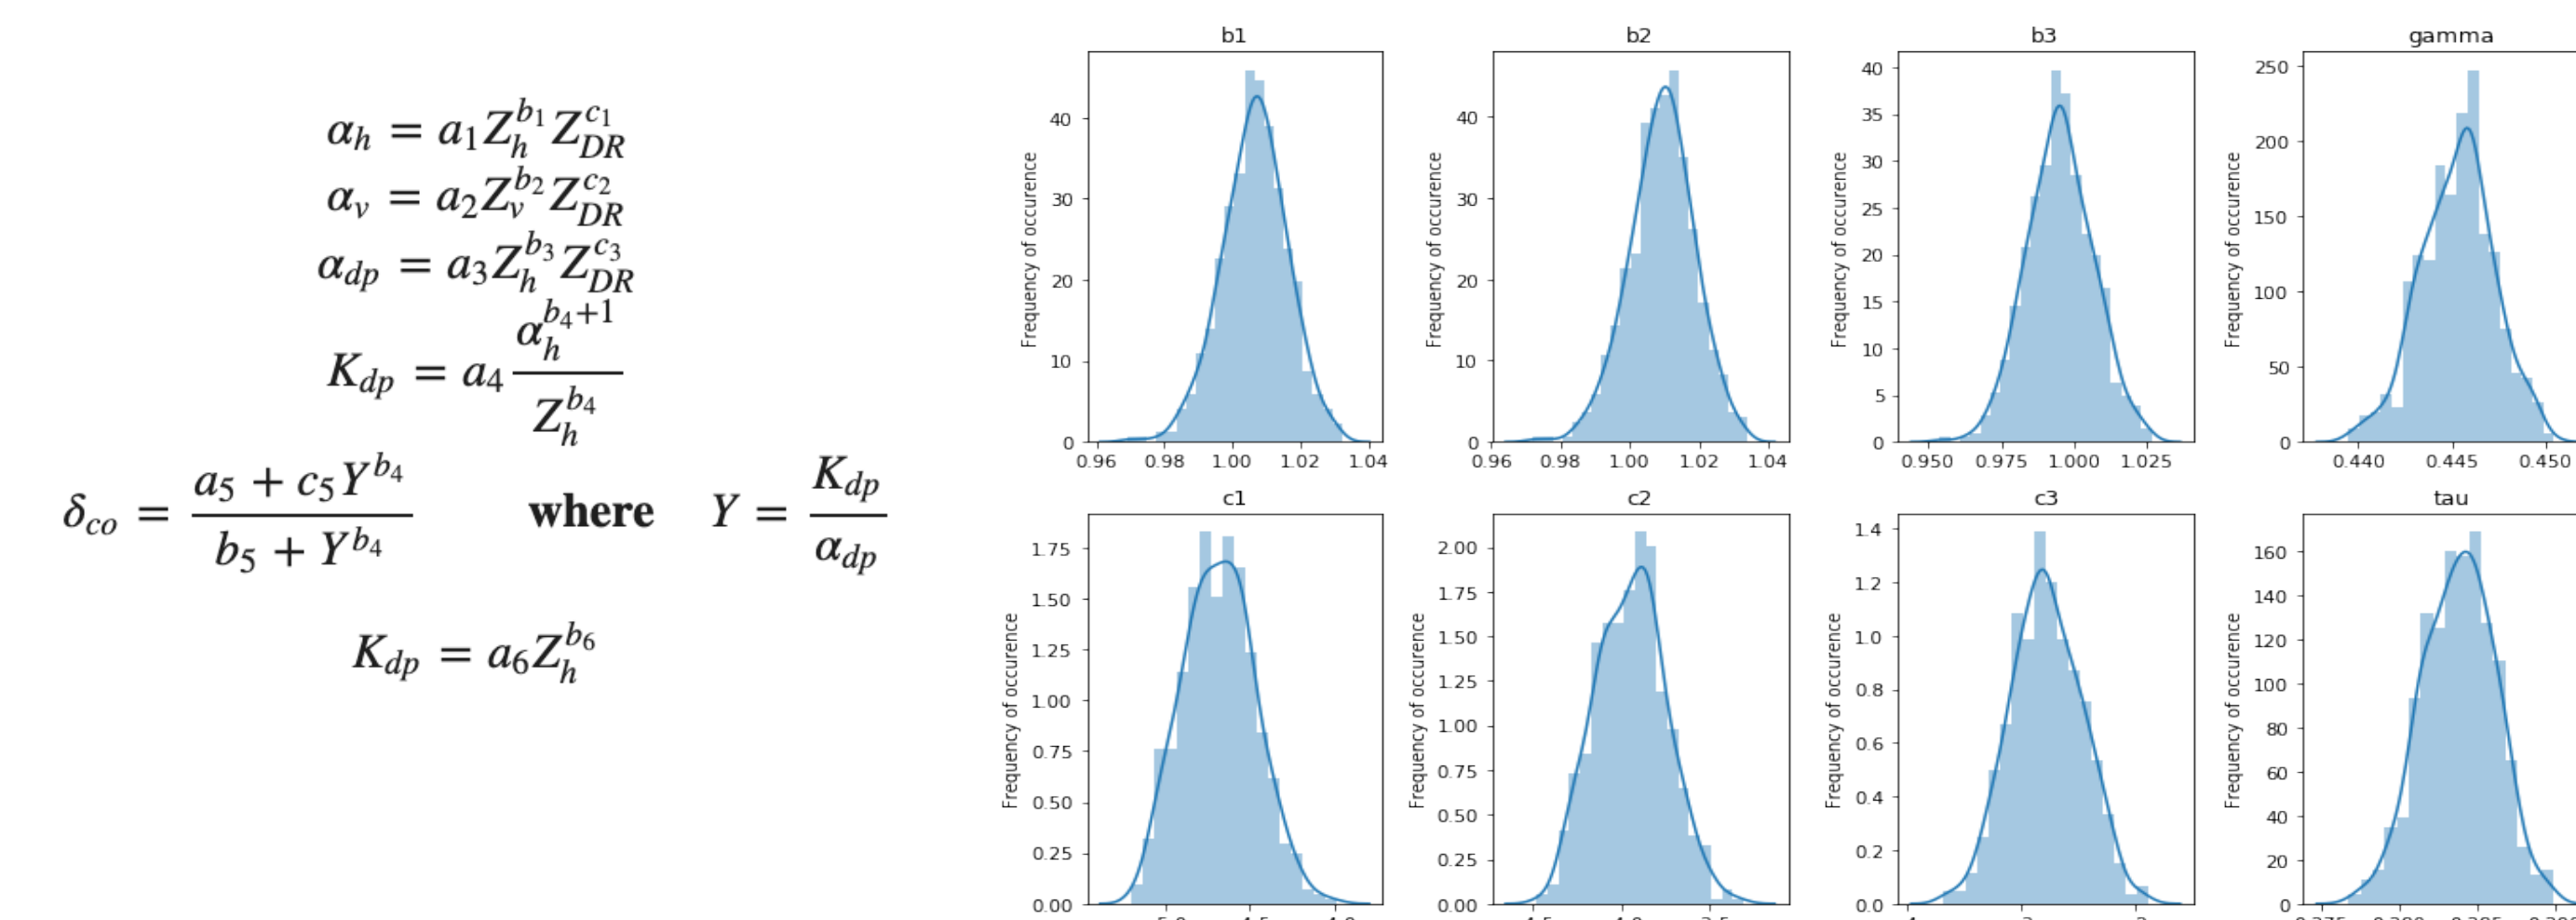 α_h = a_1 Z_h^{b_1} Z_{DR}^{c_1}
α_v = a_2 Z_v^{b_2} Z_{DR}^{c_2}
α_{dp} = a_3 Z_h^{b_3} Z_{DR}^{c_3}
K_{dp} = a_4 \frac{α_h^{b_4+1}}{Z_h^{b_4}}
δ_{co} = \frac{a_5 + c_5 Y^{b_4}}{b_5 + Y^{b_4}} where Y = \frac{K_{dp}}{α_{dp}}
K_{dp} = a_6 Z_h^{b_6}
b1
Frequency of occurence
40
30
20
10
0
0.96 0.98 1.00 1.02 1.04
b2
Frequency of occurence
40
30
20
10
0
0.96 0.98 1.00 1.02 1.04
b3
Frequency of occurence
40
35
30
25
20
15
10
5
0
0.950 0.975 1.000 1.025
gamma
Frequency of occurence
250
200
150
100
50
0
0.440 0.445 0.450
c1
Frequency of occurence
1.75
1.50
1.25
1.00
0.75
0.50
0.25
0.00
c2
Frequency of occurence
2.00
1.75
1.50
1.25
1.00
0.75
0.50
0.25
0.00
c3
Frequency of occurence
1.4
1.2
1.0
0.8
0.6
0.4
0.2
0.0
tau
Frequency of occurence
160
140
120
100
80
60
40
20
0